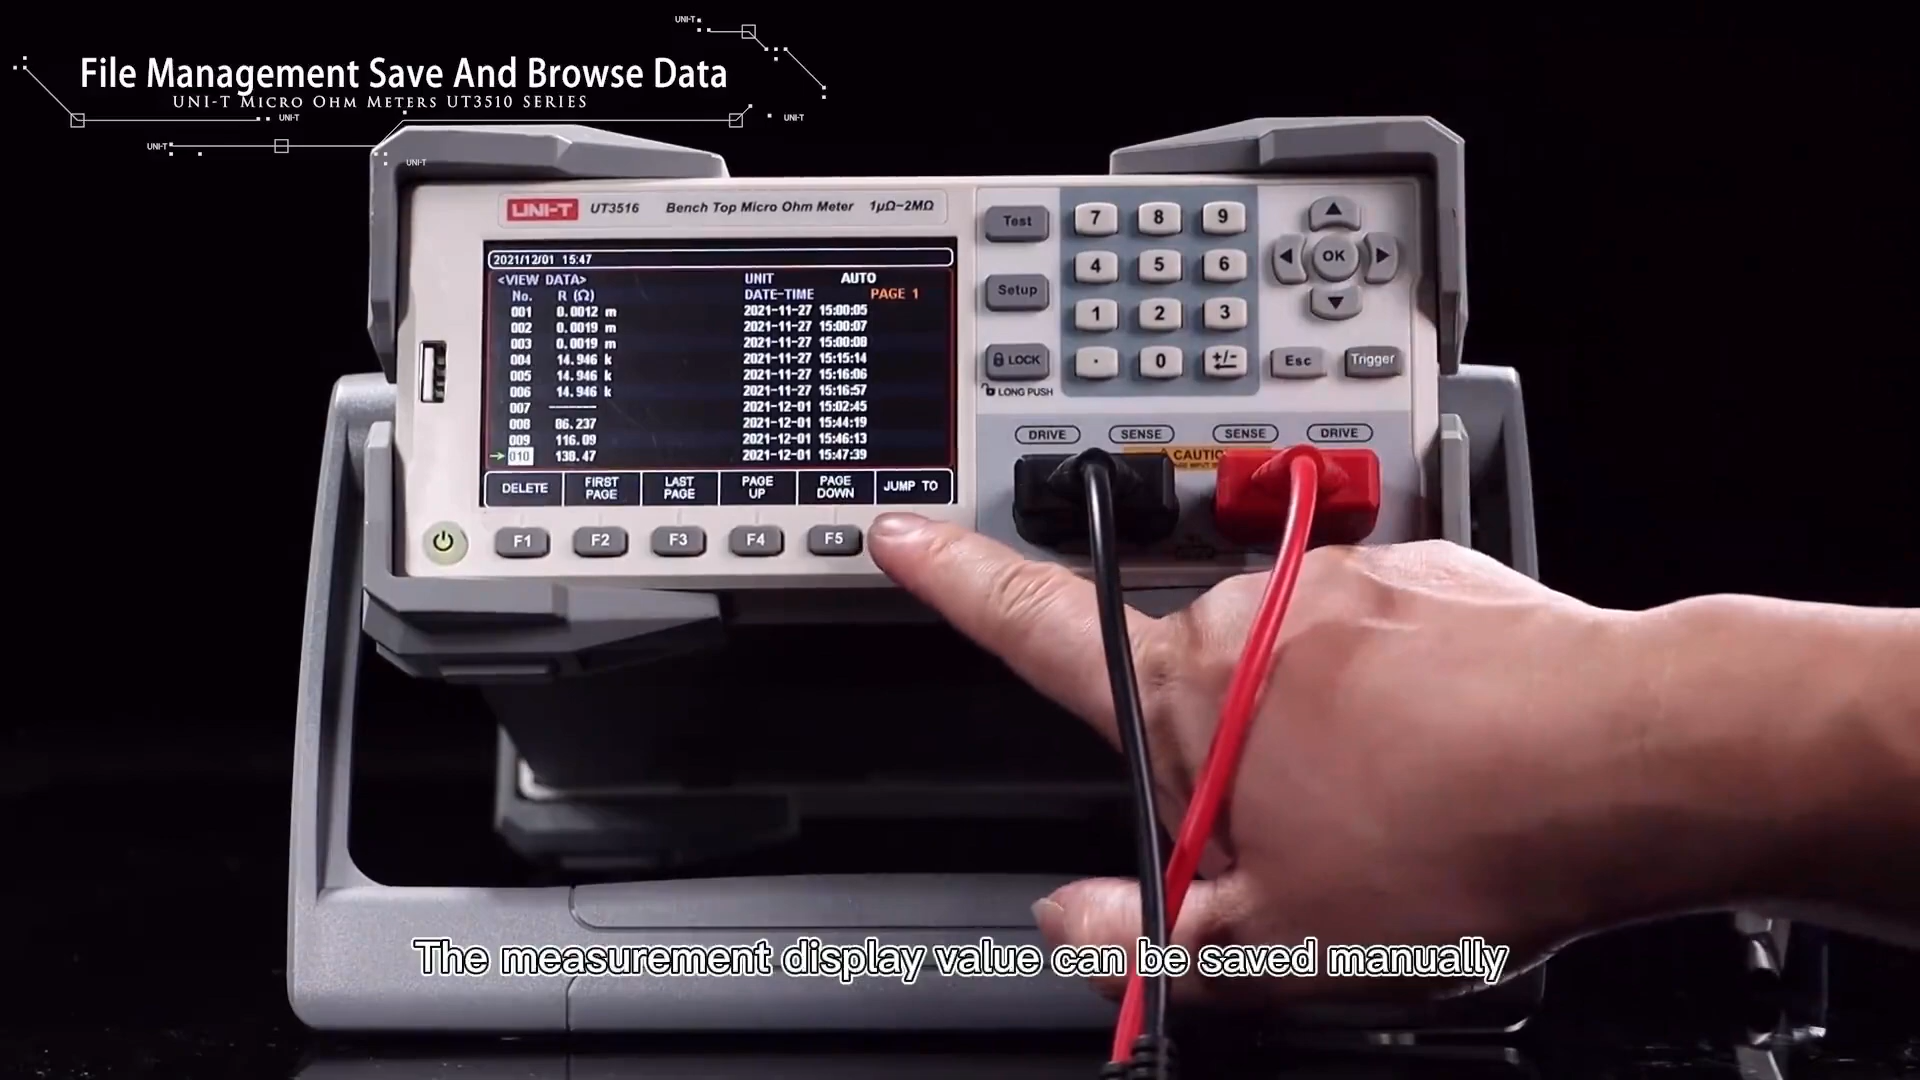 UNI-T
File Management Save And Browse Data
UNI-T MICRO OHM METERS UT3510 SERIES
UNI-T
UNI-T
UNI-T
UNI-T
UNI-T UT3516 Bench Top Micro Ohm Meter 1μΩ~2MΩ
2021/12/01 15:47
<VIEW DATA> UNIT AUTO
No. R (Ω) DATE-TIME PAGE 1
001 0.0012 m 2021-11-27 15:00:05
002 0.0019 m 2021-11-27 15:00:07
003 0.0019 m 2021-11-27 15:00:08
004 14.946 k 2021-11-27 15:15:14
005 14.946 k 2021-11-27 15:16:06
006 14.946 k 2021-11-27 15:16:57
007 ------ 2021-12-01 15:02:45
008 86.237 2021-12-01 15:44:19
009 116.09 2021-12-01 15:46:13
010 138.47 2021-12-01 15:47:39
DELETE FIRST PAGE LAST PAGE PAGE UP PAGE DOWN JUMP TO
F1 F2 F3 F4 F5
Test 7 8 9
Setup 4 5 6 OK
1 2 3
LOCK . 0 +/- Esc Trigger
LONG PUSH
DRIVE SENSE SENSE DRIVE
The measurement display value can be saved manually